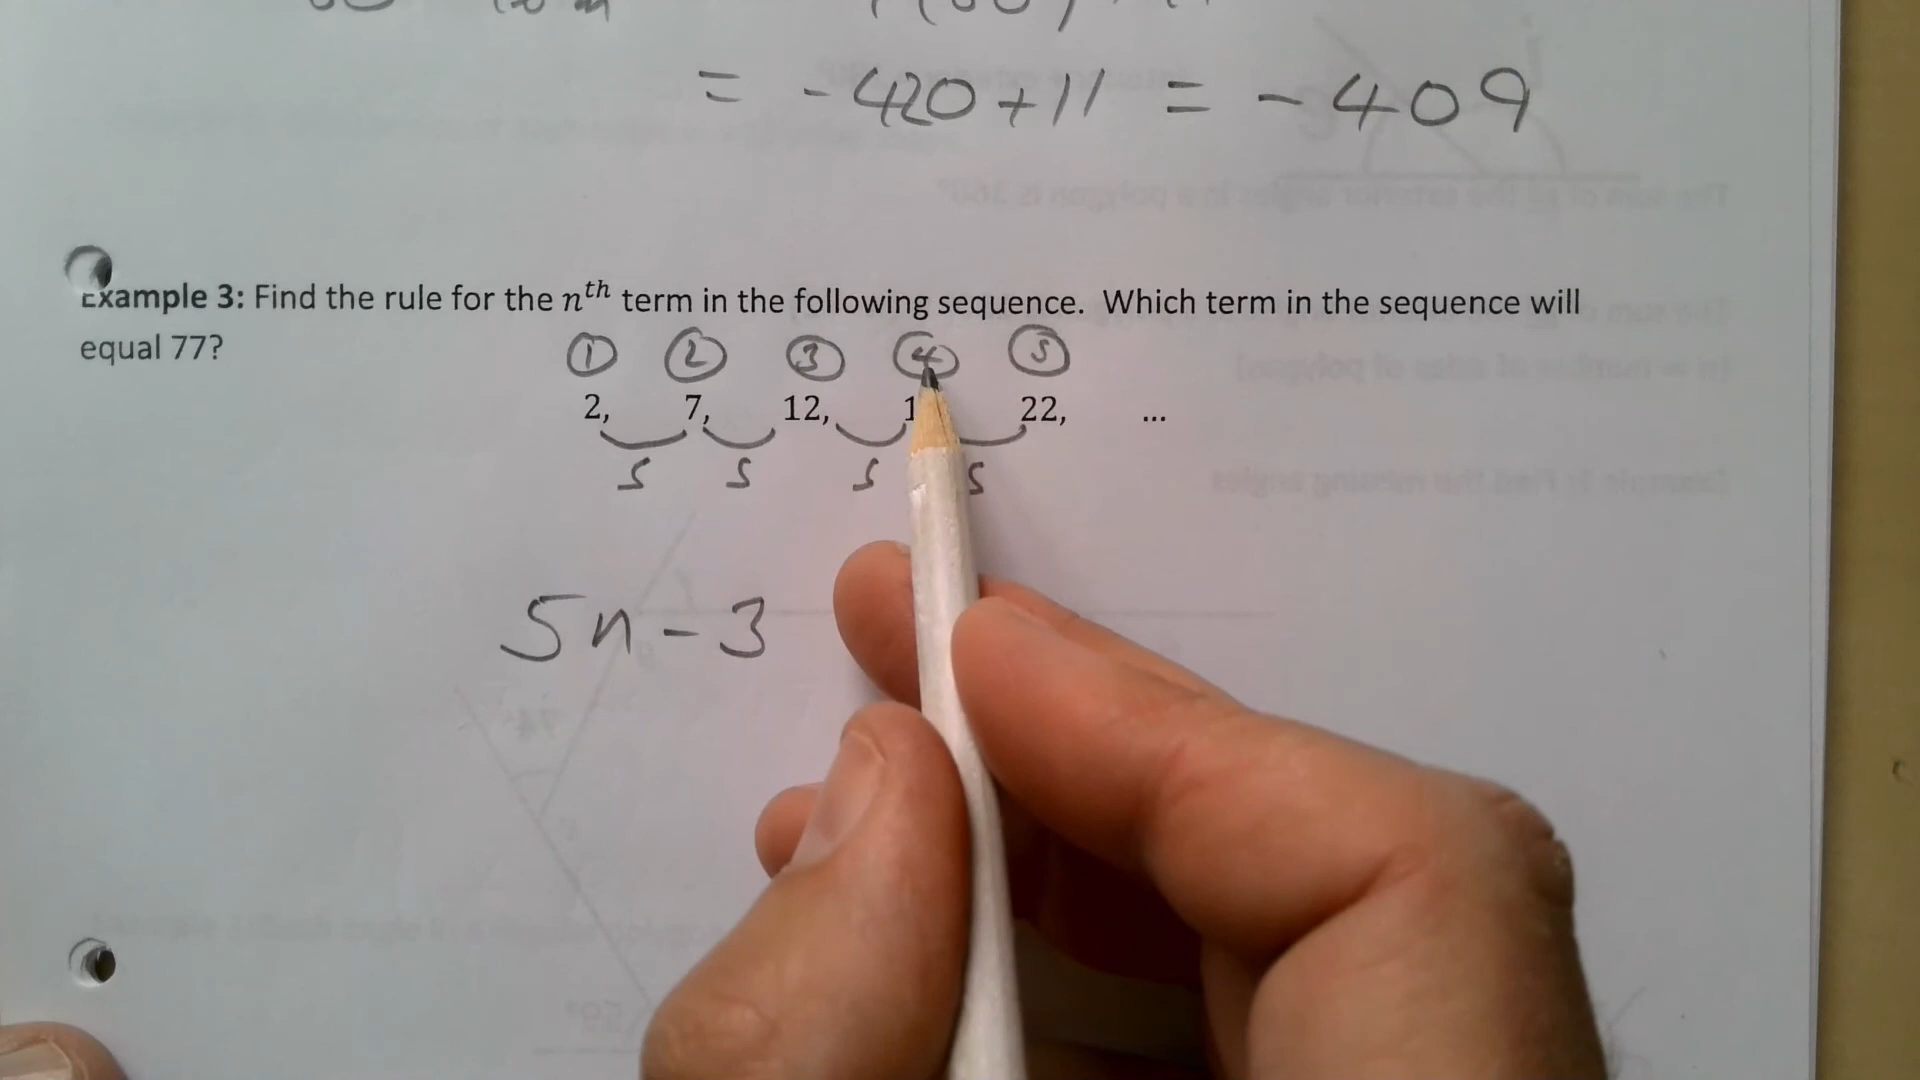 = -420 + 11 = -409
Example 3: Find the rule for the nᵗʰ term in the following sequence. Which term in the sequence will
equal 77?
1 2 3 4 5
2, 7, 12, 22, ...
5 5 5 5
5n - 3